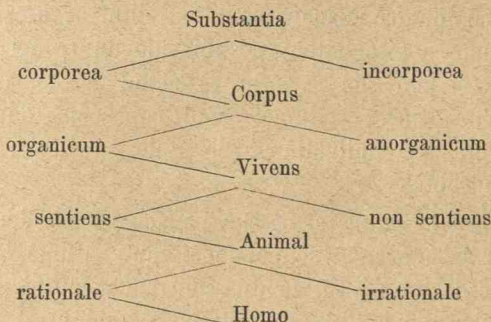 Substantia
corporea incorporea
Corpus
organicum anorganicum
Vivens
sentiens non sentiens
Animal
rationale irrationale
Homo